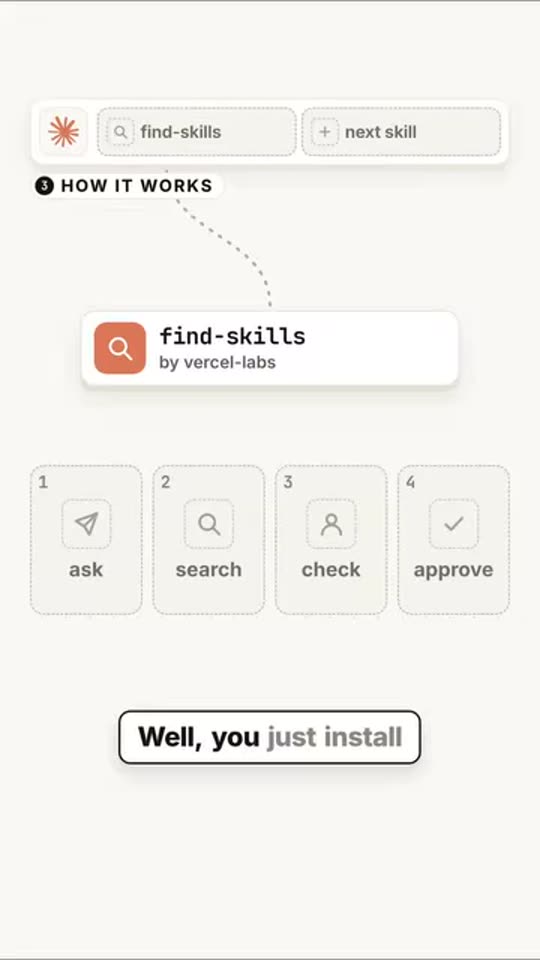 find-skills
next skill
3 HOW IT WORKS
find-skills
by vercel-labs
1
ask
2
search
3
check
4
approve
Well, you just install